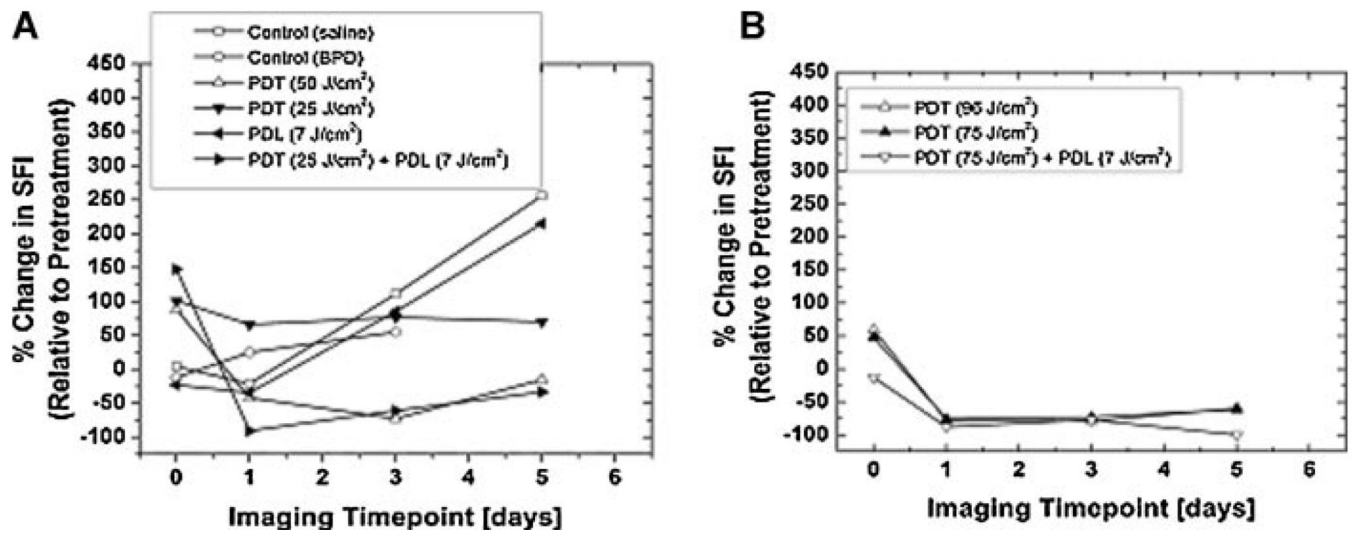 A
Control (saline)
Control (BPD)
PDT (50 J/cm²)
PDT (25 J/cm²)
PDL (7 J/cm²)
PDT (25 J/cm²) + PDL (7 J/cm²)
% Change in SFI
(Relative to Pretreatment)
450
400
350
300
250
200
150
100
50
0
-50
-100
0 1 2 3 4 5 6
Imaging Timepoint [days]
B
PDT (96 J/cm²)
PDT (75 J/cm²)
PDT (75 J/cm²) + PDL (7 J/cm²)
% Change in SFI
(Relative to Pretreatment)
450
400
350
300
250
200
150
100
50
0
-50
-100
0 1 2 3 4 5 6
Imaging Timepoint [days]